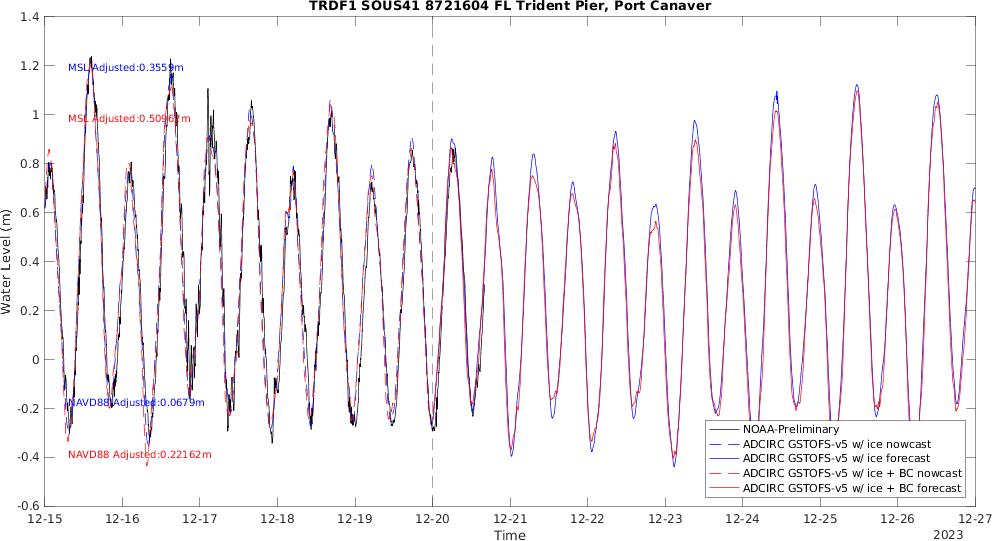 TRDF1 SOUS41 8721604 FL Trident Pier, Port Canaver
1.4
1.2
1
0.8
0.6
0.4
0.2
0
-0.2
-0.4
-0.6
Water Level (m)
MSL Adjusted:0.3559m
MSL Adjusted:0.50962m
NAVD88 Adjusted:0.0679m
NAVD88 Adjusted:0.22162m
NOAA-Preliminary
ADCIRC GSTOFS-v5 w/ ice nowcast
ADCIRC GSTOFS-v5 w/ ice forecast
ADCIRC GSTOFS-v5 w/ ice + BC nowcast
ADCIRC GSTOFS-v5 w/ ice + BC forecast
12-15 12-16 12-17 12-18 12-19 12-20 12-21 12-22 12-23 12-24 12-25 12-26 12-27
Time
2023